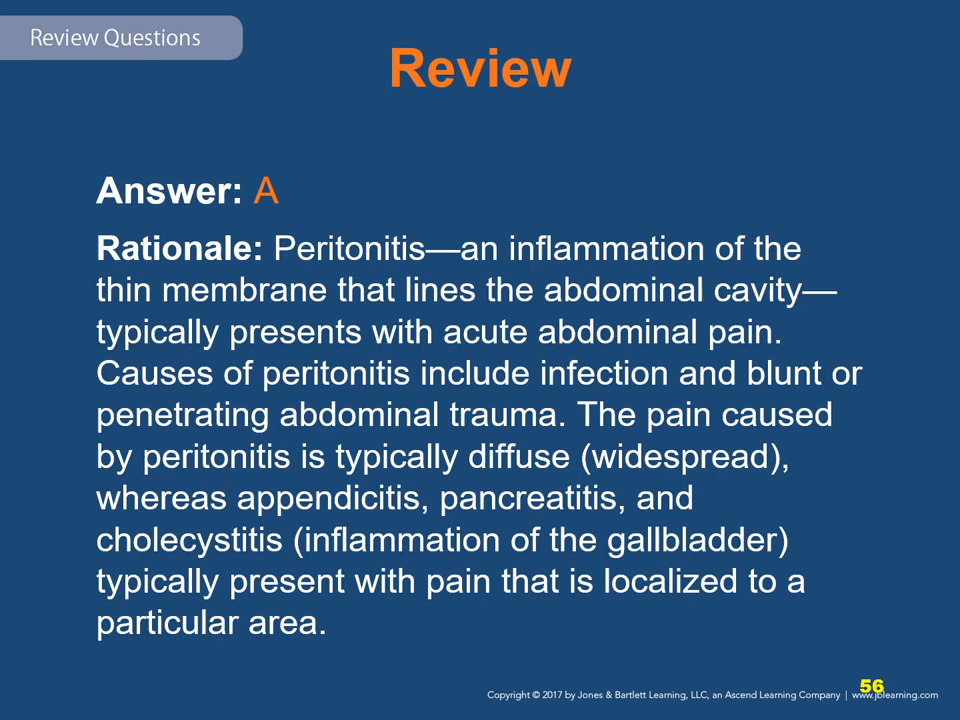 Review Questions
Review
Answer: A
Rationale: Peritonitis—an inflammation of the
thin membrane that lines the abdominal cavity—
typically presents with acute abdominal pain.
Causes of peritonitis include infection and blunt or
penetrating abdominal trauma. The pain caused
by peritonitis is typically diffuse (widespread),
whereas appendicitis, pancreatitis, and
cholecystitis (inflammation of the gallbladder)
typically present with pain that is localized to a
particular area.
56
Copyright © 2017 by Jones & Bartlett Learning, LLC, an Ascend Learning Company | www.jblearning.com